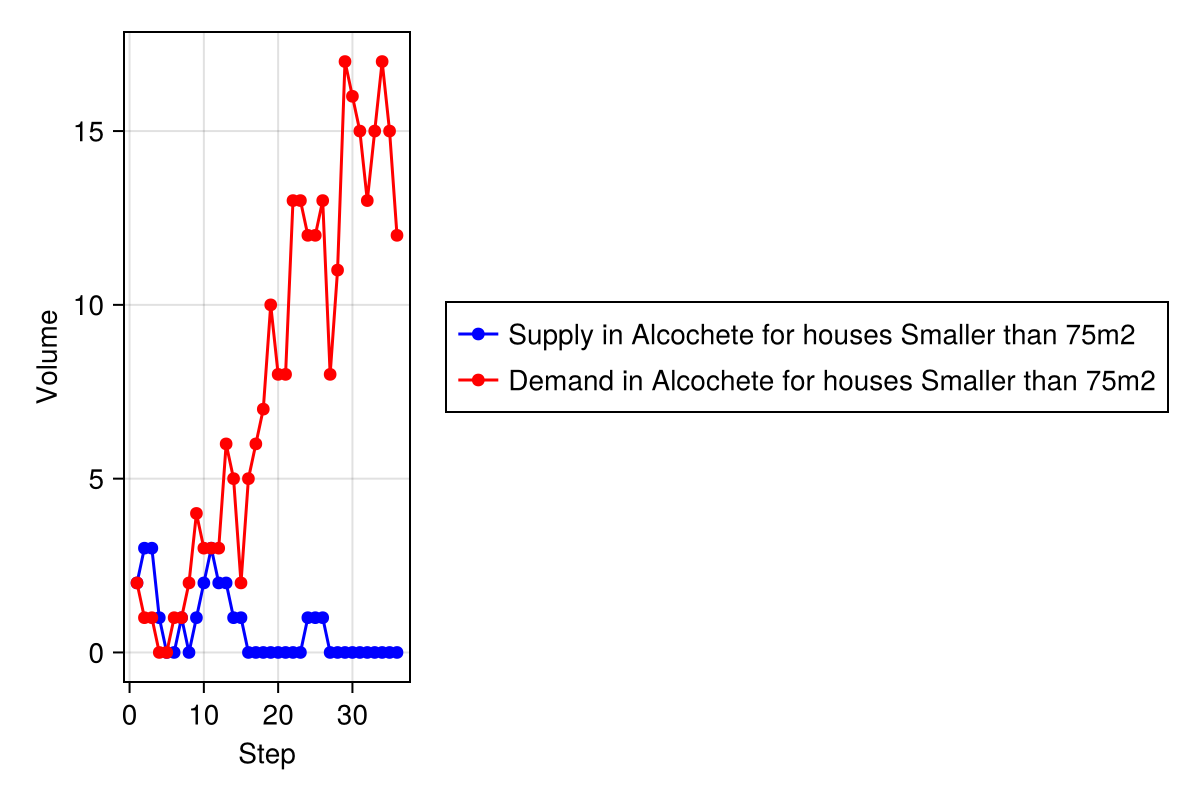 Volume
15
10
5
0
0 10 20 30
Step
Supply in Alcochete for houses Smaller than 75m2
Demand in Alcochete for houses Smaller than 75m2